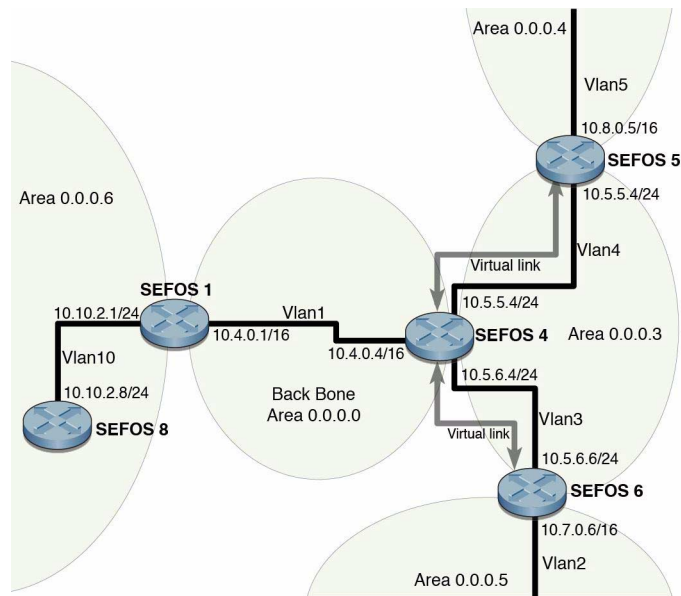 Area 0.0.0.4
Vlan5
10.8.0.5/16
SEFOS 5
10.5.5.4/24
Area 0.0.0.6
Vlan4
Virtual link
SEFOS 1
10.10.2.1/24
Vlan1
10.5.5.4/24
10.4.0.1/16
SEFOS 4
Area 0.0.0.3
10.4.0.4/16
Vlan10
10.5.6.4/24
10.10.2.8/24
Back Bone
Area 0.0.0.0
SEFOS 8
Vlan3
Virtual link
10.5.6.6/24
SEFOS 6
10.7.0.6/16
Vlan2
Area 0.0.0.5